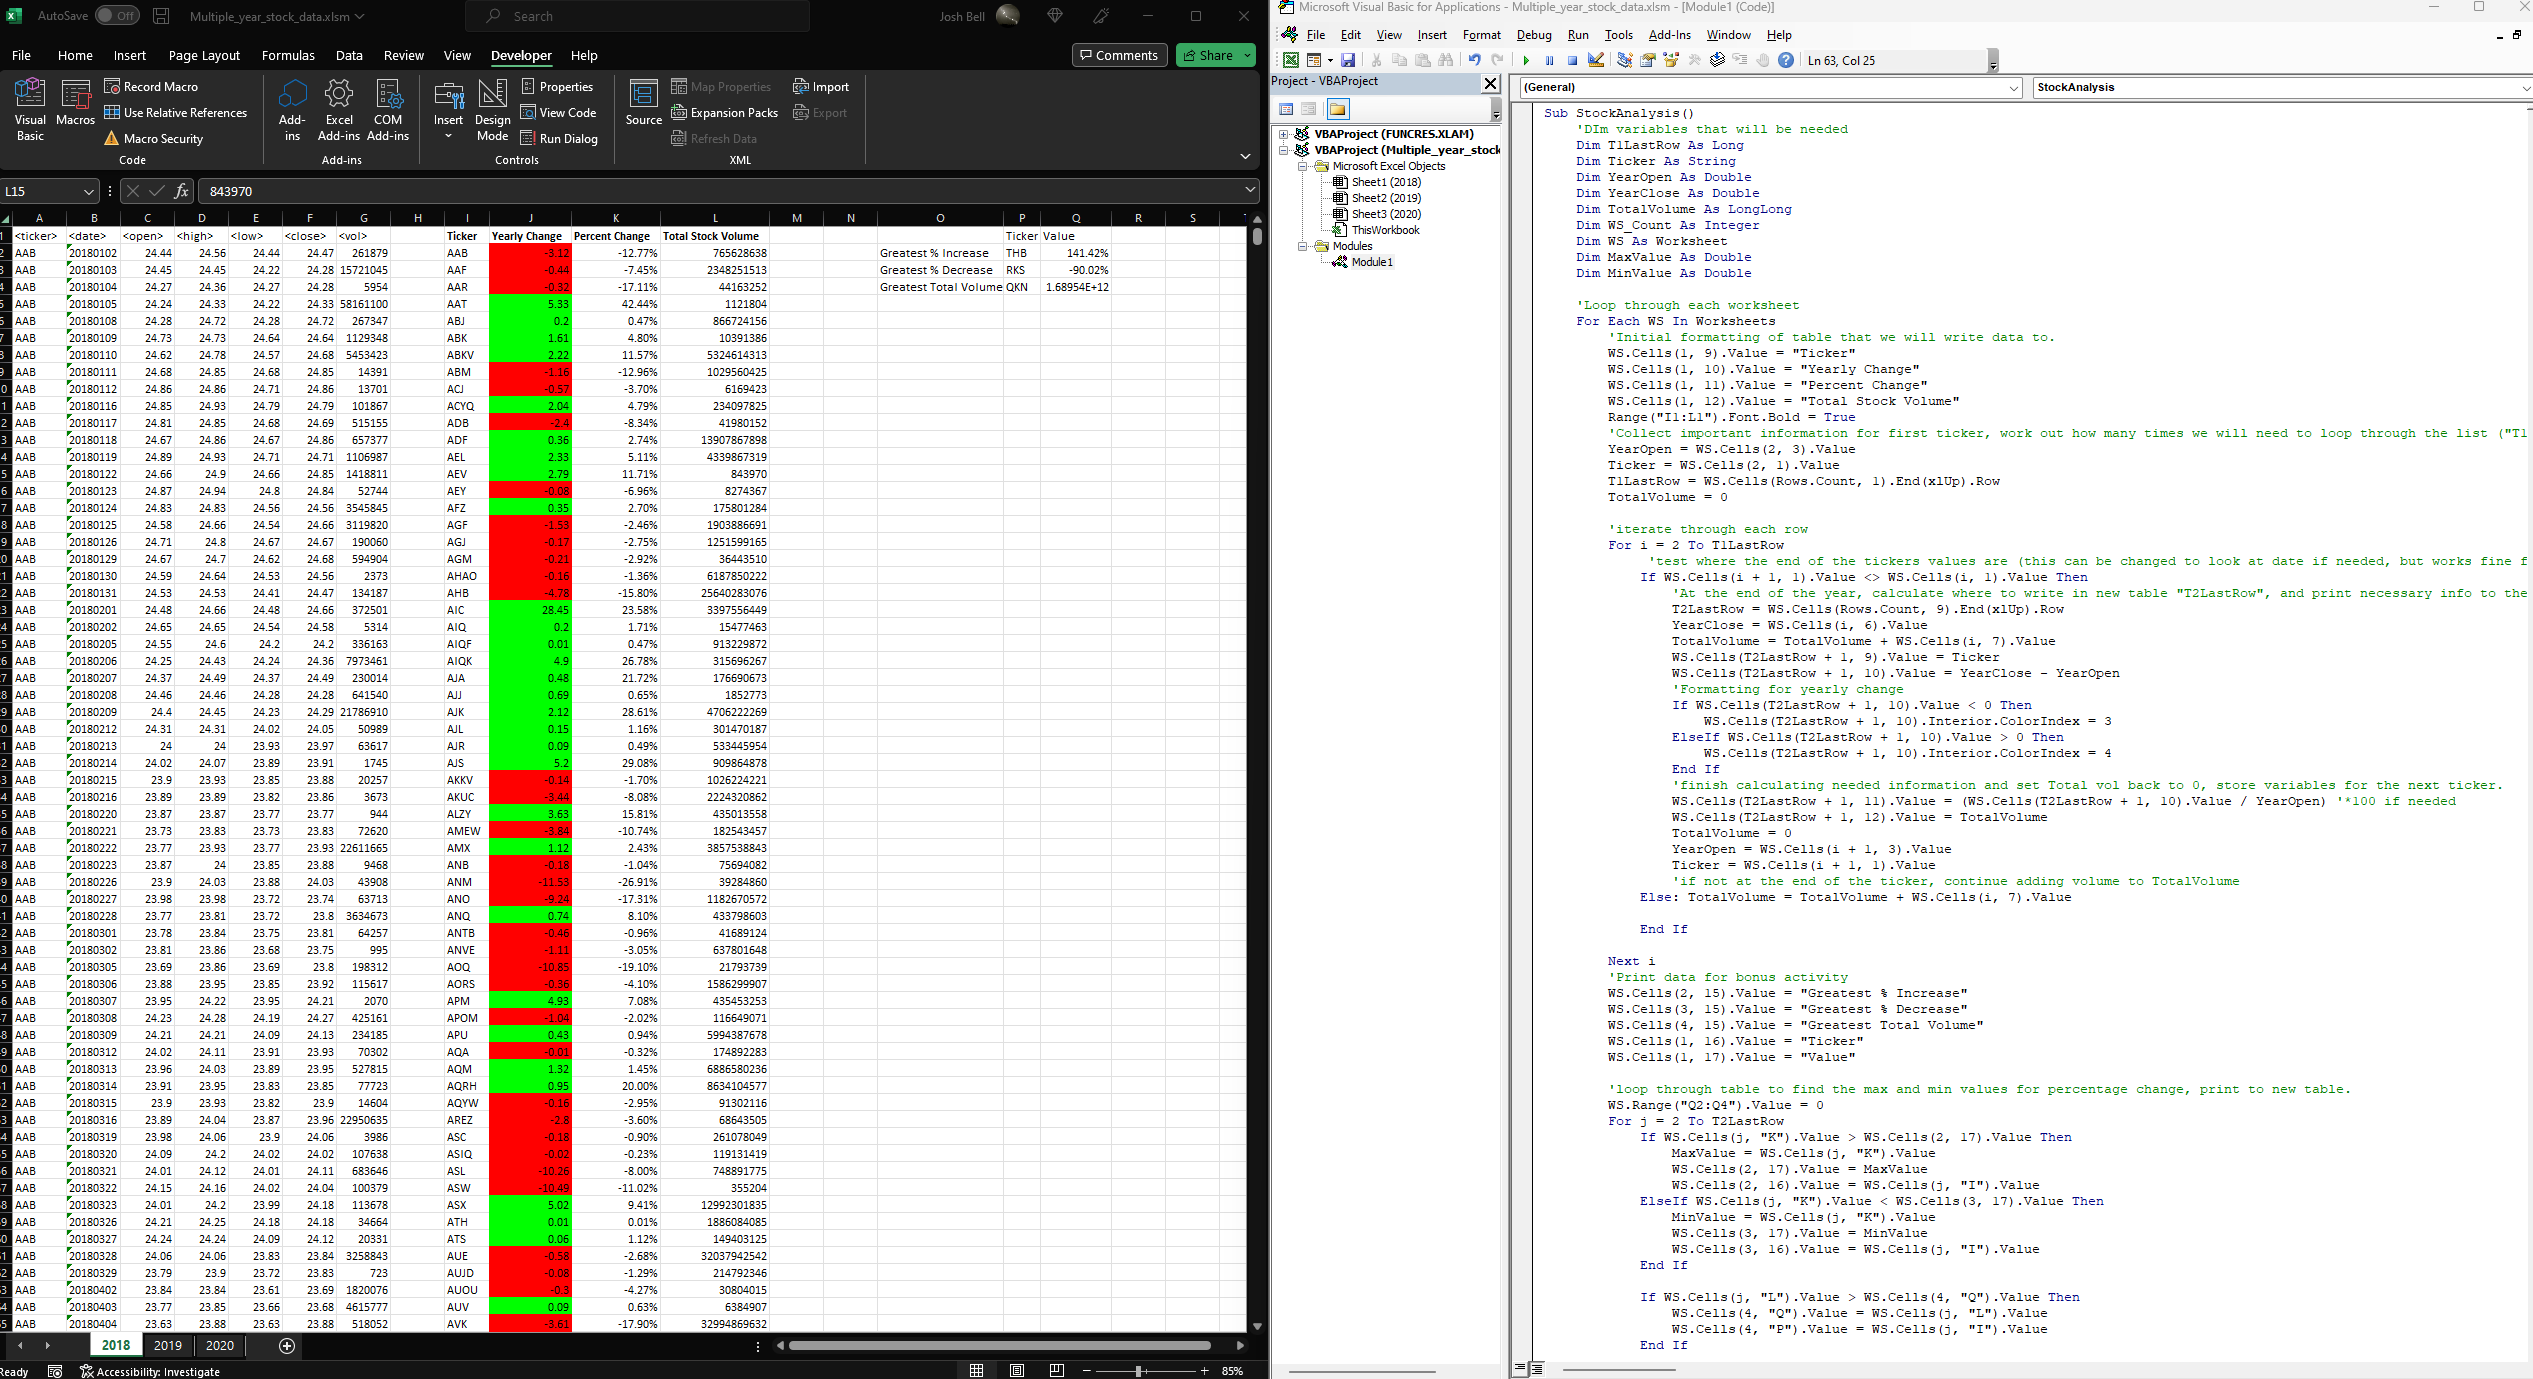 AutoSave Off Multiple_year_stock_data.xlsm Search Josh Bell
File Home Insert Page Layout Formulas Data Review View Developer Help Comments Share
Visual Basic Macros Record Macro Use Relative References Macro Security Code
Add-ins Excel Add-ins COM Add-ins Add-ins
Insert Design Mode Properties View Code Run Dialog Controls
Source Map Properties Expansion Packs Refresh Data Import Export XML
L15 fx 843970
A B C D E F G H I J K L M N O P Q R S
<ticker> <date> <open> <high> <low> <close> <vol> Ticker Yearly Change Percent Change Total Stock Volume Ticker Value
AAB 20180102 24.44 24.56 24.44 24.47 261879 AAB -3.12 -12.77% 765628638 Greatest % Increase THB 141.42%
AAB 20180103 24.45 24.45 24.22 24.28 15721045 AAF -0.44 -7.45% 2348251513 Greatest % Decrease RKS -90.02%
AAB 20180104 24.27 24.36 24.27 24.28 5954 AAR -0.32 -17.11% 44163252 Greatest Total Volume QKN 1.68954E+12
AAB 20180105 24.24 24.33 24.22 24.33 58161100 AAT 5.33 42.44% 1121804
AAB 20180108 24.28 24.72 24.28 24.72 267347 ABJ 0.2 0.47% 866724156
AAB 20180109 24.73 24.73 24.64 24.64 1129348 ABK 1.61 4.80% 10391386
AAB 20180110 24.62 24.78 24.57 24.68 5453423 ABKV 2.22 11.57% 5324614313
AAB 20180111 24.68 24.85 24.68 24.85 14391 ABM -1.16 -12.96% 1029560425
AAB 20180112 24.86 24.86 24.71 24.86 13701 ACJ -0.57 -3.70% 6169423
AAB 20180116 24.85 24.93 24.79 24.79 101867 ACYQ 2.04 4.79% 234097825
AAB 20180117 24.81 24.85 24.68 24.69 515155 ADB -2.4 -8.34% 41980152
AAB 20180118 24.67 24.86 24.67 24.86 657377 ADF 0.36 2.74% 13907867898
AAB 20180119 24.89 24.93 24.71 24.71 1106987 AEL 2.33 5.11% 4339867319
AAB 20180122 24.66 24.9 24.66 24.85 1418811 AEV 2.79 11.71% 843970
AAB 20180123 24.87 24.94 24.8 24.84 52744 AEY -0.08 -6.96% 8274367
AAB 20180124 24.83 24.83 24.56 24.56 3545845 AFZ 0.35 2.70% 175801284
AAB 20180125 24.58 24.66 24.54 24.66 3119820 AGF -1.53 -2.46% 1903886691
AAB 20180126 24.71 24.8 24.67 24.67 190060 AGJ -0.17 -2.75% 1251599165
AAB 20180129 24.67 24.7 24.62 24.68 594904 AGM -0.21 -2.92% 36443510
AAB 20180130 24.59 24.64 24.53 24.56 2373 AHAO -0.16 -1.36% 6187850222
AAB 20180131 24.53 24.53 24.41 24.47 134187 AHB -4.78 -15.80% 25640283076
AAB 20180201 24.48 24.66 24.48 24.66 372501 AIC 28.45 23.58% 3397556449
AAB 20180202 24.65 24.65 24.54 24.58 5314 AIQ 0.2 1.71% 15477463
AAB 20180205 24.55 24.6 24.2 24.2 336163 AIQF 0.01 0.47% 913229872
AAB 20180206 24.25 24.43 24.24 24.36 7973461 AIQK 4.9 26.78% 315696267
AAB 20180207 24.37 24.49 24.37 24.49 230014 AJA 0.48 21.72% 176690673
AAB 20180208 24.46 24.46 24.28 24.28 641540 AJJ 0.69 0.65% 1852773
AAB 20180209 24.4 24.45 24.23 24.29 21786910 AJK 2.12 28.61% 4706222269
AAB 20180212 24.31 24.31 24.02 24.05 50989 AJL 0.15 1.16% 301470187
AAB 20180213 24 24 23.93 23.97 63617 AJR 0.09 0.49% 533445954
AAB 20180214 24.02 24.07 23.89 23.91 1745 AJS 5.2 29.08% 909864878
AAB 20180215 23.9 23.93 23.85 23.88 20257 AKKV -0.14 -1.70% 1026224221
AAB 20180216 23.89 23.89 23.82 23.86 3673 AKUC -3.44 -8.08% 2224320862
AAB 20180220 23.87 23.87 23.77 23.77 944 ALZY 3.63 15.81% 435013558
AAB 20180221 23.73 23.83 23.73 23.83 72620 AMEW -3.84 -10.74% 182543457
AAB 20180222 23.77 23.93 23.77 23.93 22611665 AMX 1.12 2.43% 3857538843
AAB 20180223 23.87 24 23.85 23.88 9468 ANB -0.18 -1.04% 75694082
AAB 20180226 23.9 24.03 23.88 24.03 43908 ANM -11.53 -26.91% 39284860
AAB 20180227 23.98 23.98 23.72 23.74 63713 ANO -9.24 -17.31% 1182670572
AAB 20180228 23.77 23.81 23.72 23.8 3634673 ANQ 0.74 8.10% 433798603
AAB 20180301 23.78 23.84 23.75 23.81 64257 ANTB -0.46 -0.96% 41689124
AAB 20180302 23.81 23.86 23.68 23.75 995 ANVE -1.11 -3.05% 637801648
AAB 20180305 23.69 23.86 23.69 23.8 198312 AOQ -10.85 -19.10% 21793739
AAB 20180306 23.88 23.95 23.85 23.92 115617 AORS -0.36 -4.10% 1586299907
AAB 20180307 23.95 24.22 23.95 24.21 2070 APM 4.93 7.08% 435453253
AAB 20180308 24.23 24.28 24.19 24.27 425161 APOM -1.04 -2.02% 116649071
AAB 20180309 24.21 24.21 24.09 24.13 234185 APU 0.43 0.94% 5994387678
AAB 20180312 24.02 24.11 23.91 23.93 70302 AQA -0.01 -0.32% 174892283
AAB 20180313 23.96 24.03 23.89 23.95 527815 AQM 1.32 1.45% 6886580236
AAB 20180314 23.91 23.95 23.83 23.85 77723 AQRH 0.95 20.00% 8634104577
AAB 20180315 23.9 23.93 23.82 23.9 14604 AQYW -0.16 -2.95% 91302116
AAB 20180316 23.89 24.04 23.87 23.96 22950635 AREZ -2.8 -3.60% 68643505
AAB 20180319 23.98 24.06 23.9 24.06 3986 ASC -0.18 -0.90% 261078049
AAB 20180320 24.09 24.2 24.02 24.02 107638 ASIQ -0.02 -0.23% 119131419
AAB 20180321 24.01 24.12 24.01 24.11 683646 ASL -10.26 -8.00% 748891775
AAB 20180322 24.15 24.16 24.02 24.04 100379 ASW -10.49 -11.02% 355204
AAB 20180323 24.01 24.2 23.99 24.18 113678 ASX 5.02 9.41% 12992301835
AAB 20180326 24.21 24.25 24.18 24.18 34664 ATH 0.01 0.01% 1886084085
AAB 20180327 24.24 24.24 24.09 24.12 20331 ATS 0.06 1.12% 149403125
AAB 20180328 24.06 24.06 23.83 23.84 3258843 AUE -0.58 -2.68% 32037942542
AAB 20180329 23.79 23.9 23.72 23.83 723 AUJD -0.08 -1.29% 214792346
AAB 20180402 23.84 23.84 23.61 23.69 1820076 AUOU -0.3 -4.27% 30804015
AAB 20180403 23.77 23.85 23.66 23.68 4615777 AUV 0.09 0.63% 6384907
AAB 20180404 23.63 23.88 23.63 23.88 518052 AVK -3.61 -17.90% 32994869632
2018 2019 2020
Accessibility: Investigate 85%
Microsoft Visual Basic for Applications - Multiple_year_stock_data.xlsm - [Module1 (Code)]
File Edit View Insert Format Debug Run Tools Add-Ins Window Help
Ln 63, Col 25
Project - VBAProject
VBAProject (FUNCRES.XLAM)
VBAProject (Multiple_year_stock
Microsoft Excel Objects
Sheet1 (2018)
Sheet2 (2019)
Sheet3 (2020)
ThisWorkbook
Modules
Module1
(General) StockAnalysis
Sub StockAnalysis()
'DIm variables that will be needed
Dim T1LastRow As Long
Dim Ticker As String
Dim YearOpen As Double
Dim YearClose As Double
Dim TotalVolume As LongLong
Dim WS_Count As Integer
Dim WS As Worksheet
Dim MaxValue As Double
Dim MinValue As Double
'Loop through each worksheet
For Each WS In Worksheets
'Initial formatting of table that we will write data to.
WS.Cells(1, 9).Value = "Ticker"
WS.Cells(1, 10).Value = "Yearly Change"
WS.Cells(1, 11).Value = "Percent Change"
WS.Cells(1, 12).Value = "Total Stock Volume"
Range("I1:L1").Font.Bold = True
'Collect important information for first ticker, work out how many times we will need to loop through the list ("T1
YearOpen = WS.Cells(2, 3).Value
Ticker = WS.Cells(2, 1).Value
T1LastRow = WS.Cells(Rows.Count, 1).End(xlUp).Row
TotalVolume = 0
'iterate through each row
For i = 2 To T1LastRow
'test where the end of the tickers values are (this can be changed to look at date if needed, but works fine f
If WS.Cells(i + 1, 1).Value <> WS.Cells(i, 1).Value Then
'At the end of the year, calculate where to write in new table "T2LastRow", and print necessary info to the
T2LastRow = WS.Cells(Rows.Count, 9).End(xlUp).Row
YearClose = WS.Cells(i, 6).Value
TotalVolume = TotalVolume + WS.Cells(i, 7).Value
WS.Cells(T2LastRow + 1, 9).Value = Ticker
WS.Cells(T2LastRow + 1, 10).Value = YearClose - YearOpen
'Formatting for yearly change
If WS.Cells(T2LastRow + 1, 10).Value < 0 Then
WS.Cells(T2LastRow + 1, 10).Interior.ColorIndex = 3
ElseIf WS.Cells(T2LastRow + 1, 10).Value > 0 Then
WS.Cells(T2LastRow + 1, 10).Interior.ColorIndex = 4
End If
'finish calculating needed information and set Total vol back to 0, store variables for the next ticker.
WS.Cells(T2LastRow + 1, 11).Value = (WS.Cells(T2LastRow + 1, 10).Value / YearOpen) '*100 if needed
WS.Cells(T2LastRow + 1, 12).Value = TotalVolume
TotalVolume = 0
YearOpen = WS.Cells(i + 1, 3).Value
Ticker = WS.Cells(i + 1, 1).Value
'if not at the end of the ticker, continue adding volume to TotalVolume
Else: TotalVolume = TotalVolume + WS.Cells(i, 7).Value
End If
Next i
'Print data for bonus activity
WS.Cells(2, 15).Value = "Greatest % Increase"
WS.Cells(3, 15).Value = "Greatest % Decrease"
WS.Cells(4, 15).Value = "Greatest Total Volume"
WS.Cells(1, 16).Value = "Ticker"
WS.Cells(1, 17).Value = "Value"
'loop through table to find the max and min values for percentage change, print to new table.
WS.Range("Q2:Q4").Value = 0
For j = 2 To T2LastRow
If WS.Cells(j, "K").Value > WS.Cells(2, 17).Value Then
MaxValue = WS.Cells(j, "K").Value
WS.Cells(2, 17).Value = MaxValue
WS.Cells(2, 16).Value = WS.Cells(j, "I").Value
ElseIf WS.Cells(j, "K").Value < WS.Cells(3, 17).Value Then
MinValue = WS.Cells(j, "K").Value
WS.Cells(3, 17).Value = MinValue
WS.Cells(3, 16).Value = WS.Cells(j, "I").Value
End If
If WS.Cells(j, "L").Value > WS.Cells(4, "Q").Value Then
WS.Cells(4, "Q").Value = WS.Cells(j, "L").Value
WS.Cells(4, "P").Value = WS.Cells(j, "I").Value
End If